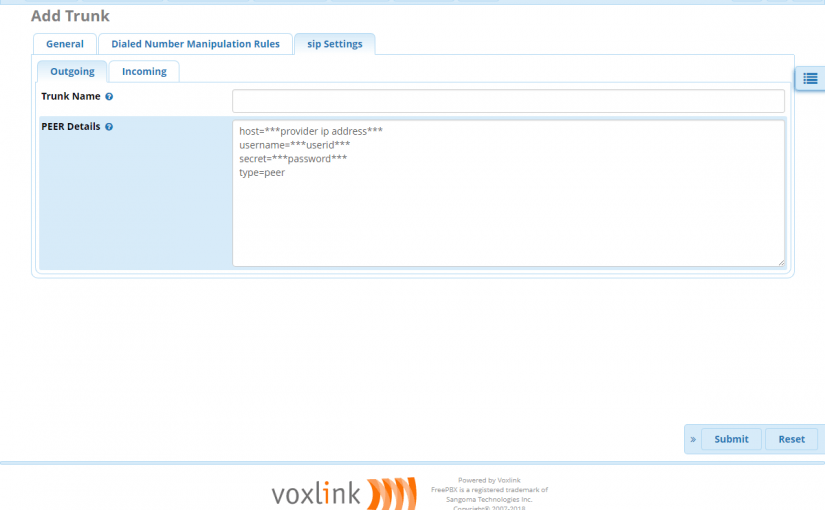 Add Trunk
General
Dialed Number Manipulation Rules
sip Settings
Outgoing
Incoming
Trunk Name
PEER Details
host=***provider ip address***
username=***userid***
secret=***password***
type=peer
» Submit Reset
voxlink
Powered by Voxlink
FreePBX is a registered trademark of
Sangoma Technologies Inc.
Copyright© 2007-2018